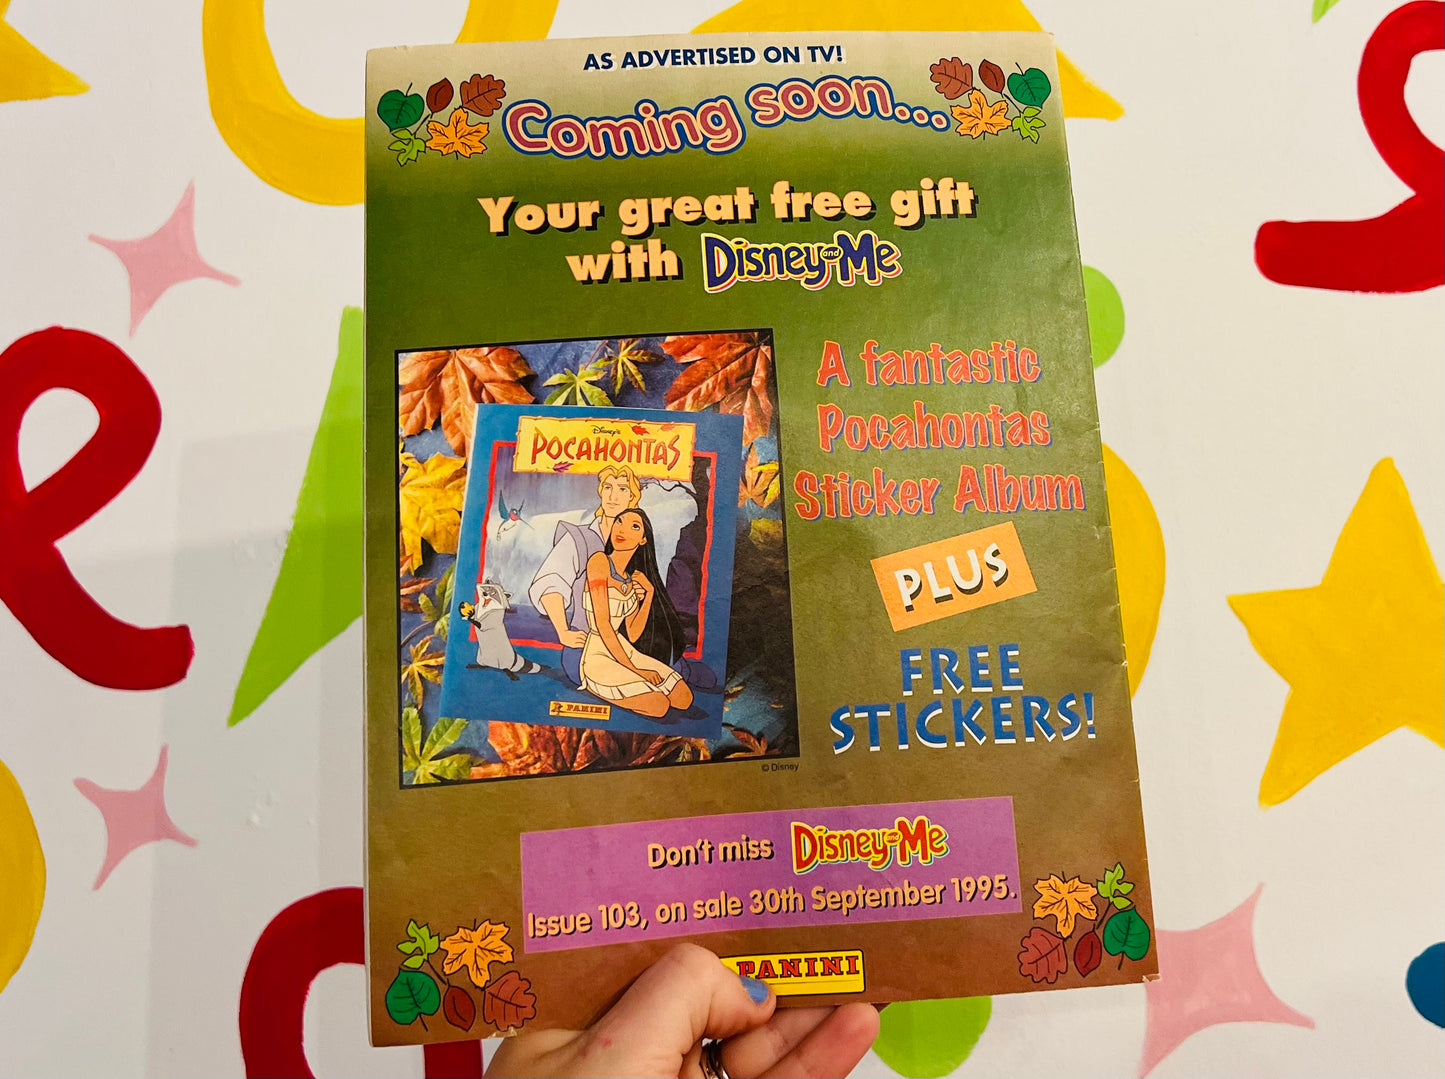 AS ADVERTISED ON TV!
Coming soon...
Your great free gift
with Disney and Me
A fantastic
Pocahontas
Sticker Album
PLUS
FREE
STICKERS!
Disney's
POCAHONTAS
PANINI
© Disney
Don't miss Disney and Me
Issue 103, on sale 30th September 1995.
PANINI